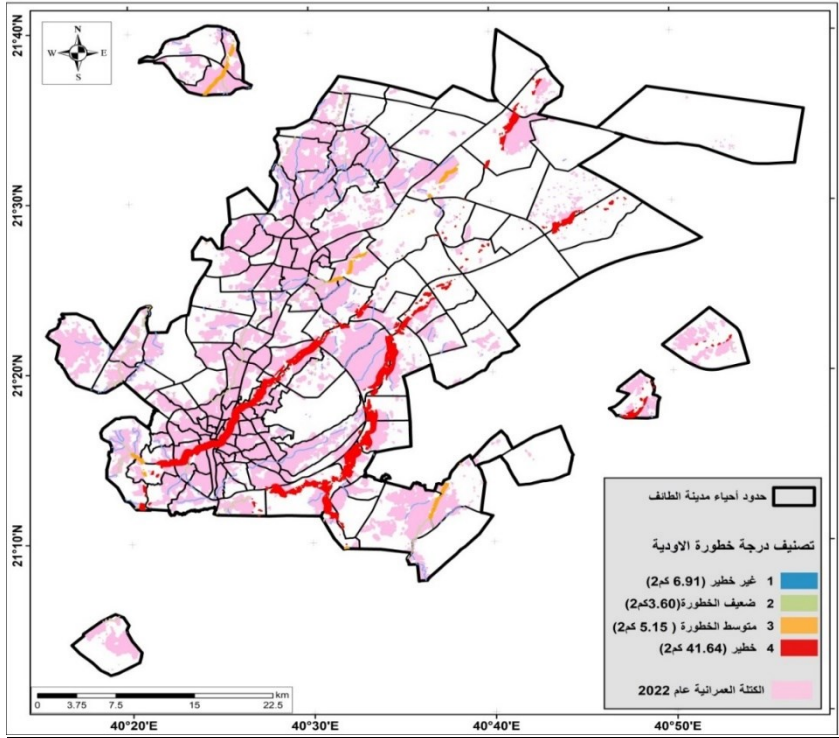 N
W E
S
21°40'N
21°30'N
21°20'N
21°10'N
حدود أحياء مدينة الطائف
تصنيف درجة خطورة الاودية
1 غير خطير (6.91 كم2)
2 ضعيف الخطورة(3.60كم2)
3 متوسط الخطورة ( 5.15 كم2)
4 خطير (41.64 كم2)
الكتلة العمرانية عام 2022
km
0 3.75 7.5 15 22.5
40°20'E 40°30'E 40°40'E 40°50'E